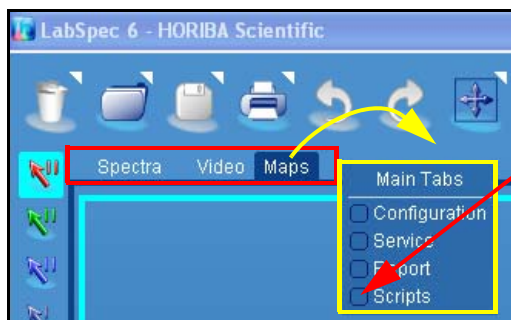 LabSpec 6 - HORIBA Scientific
Spectra Video Maps
Main Tabs
Configuration
Service
Report
Scripts